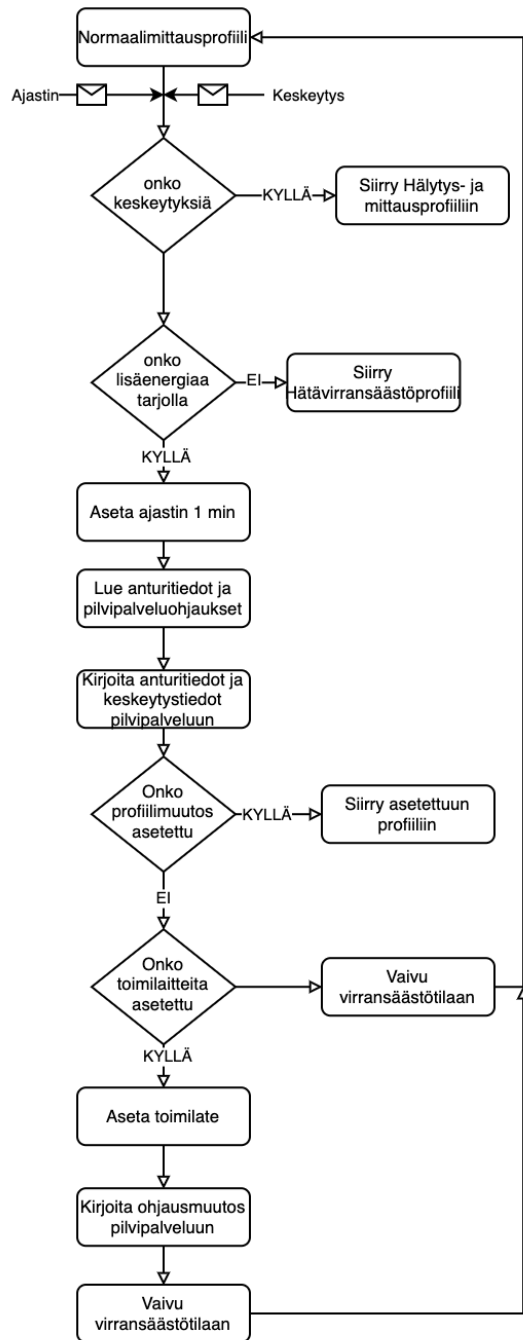 Normaalimittausprofiili
Ajastin
Keskeytys
onko
keskeytyksiä
KYLLÄ
Siirry Hälytys- ja
mittausprofiiliin
onko
lisäenergiaa
tarjolla
EI
Siirry
Hätävirransäästöprofiili
KYLLÄ
Aseta ajastin 1 min
Lue anturitiedot ja
pilvipalveluohjaukset
Kirjoita anturitiedot ja
keskeytystiedot
pilvipalveluun
Onko
profiilimuutos
asetettu
KYLLÄ
Siirry asetettuun
profiiliin
EI
Onko
toimilaitteita
asetettu
Vaivu
virransäästötilaan
KYLLÄ
Aseta toimilate
Kirjoita ohjausmuutos
pilvipalveluun
Vaivu
virransäästötilaan